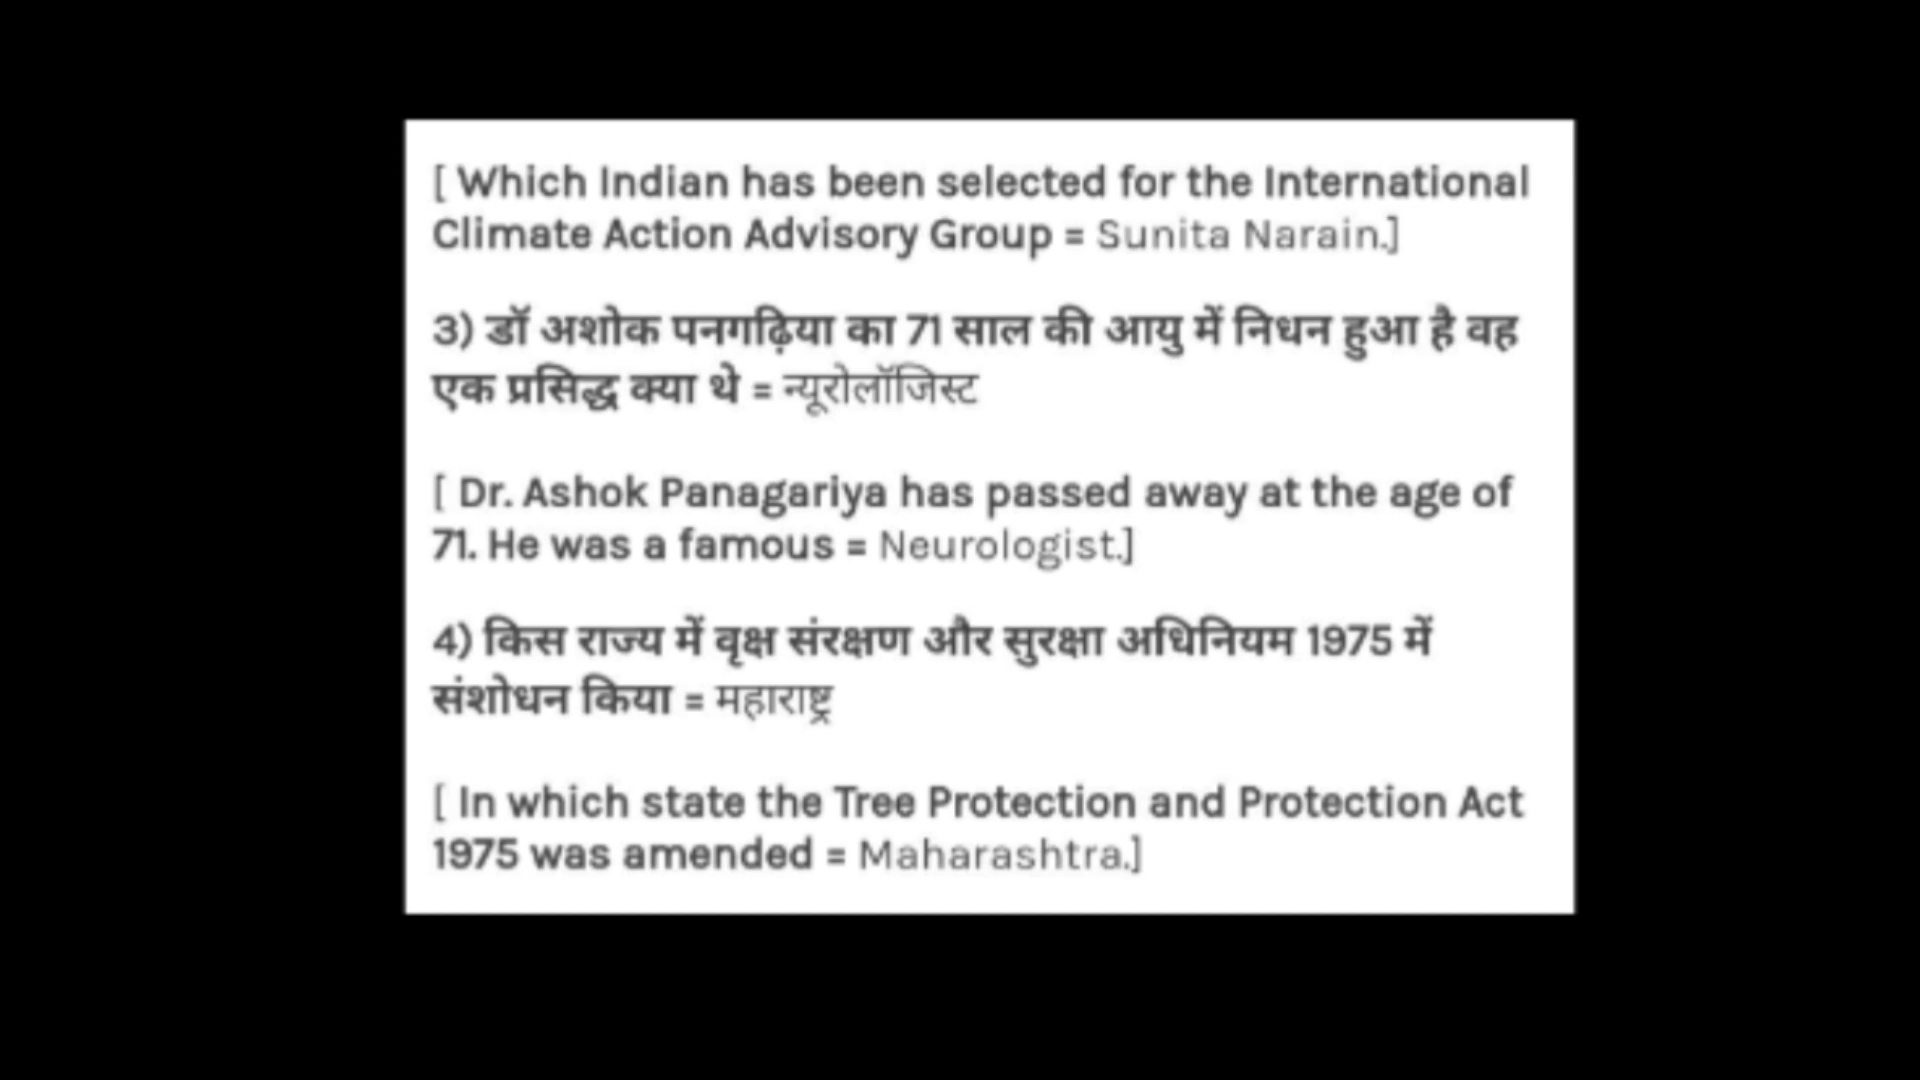 [ Which Indian has been selected for the International
Climate Action Advisory Group = Sunita Narain.]
3) डॉ अशोक पनगढ़िया का 71 साल की आयु में निधन हुआ है वह
एक प्रसिद्ध क्या थे = न्यूरोलॉजिस्ट
[ Dr. Ashok Panagariya has passed away at the age of
71. He was a famous = Neurologist.]
4) किस राज्य में वृक्ष संरक्षण और सुरक्षा अधिनियम 1975 में
संशोधन किया = महाराष्ट्र
[ In which state the Tree Protection and Protection Act
1975 was amended = Maharashtra.]